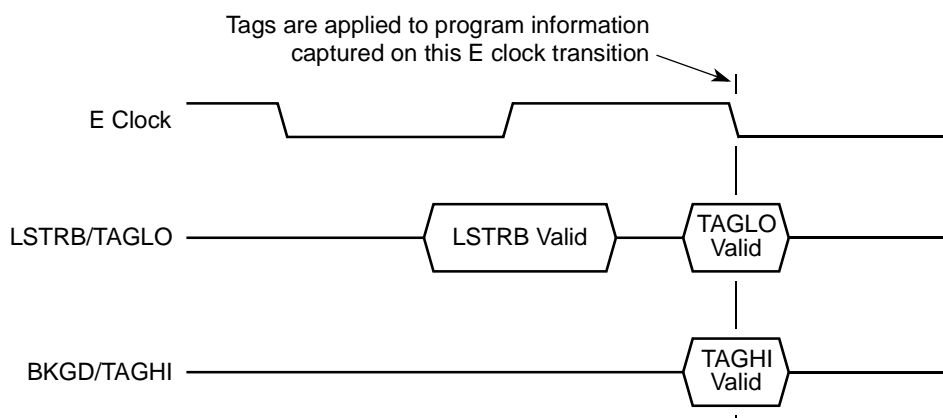 Tags are applied to program information
captured on this E clock transition
E Clock
LSTRB/TAGLO
LSTRB Valid
TAGLO
Valid
BKGD/TAGHI
TAGHI
Valid